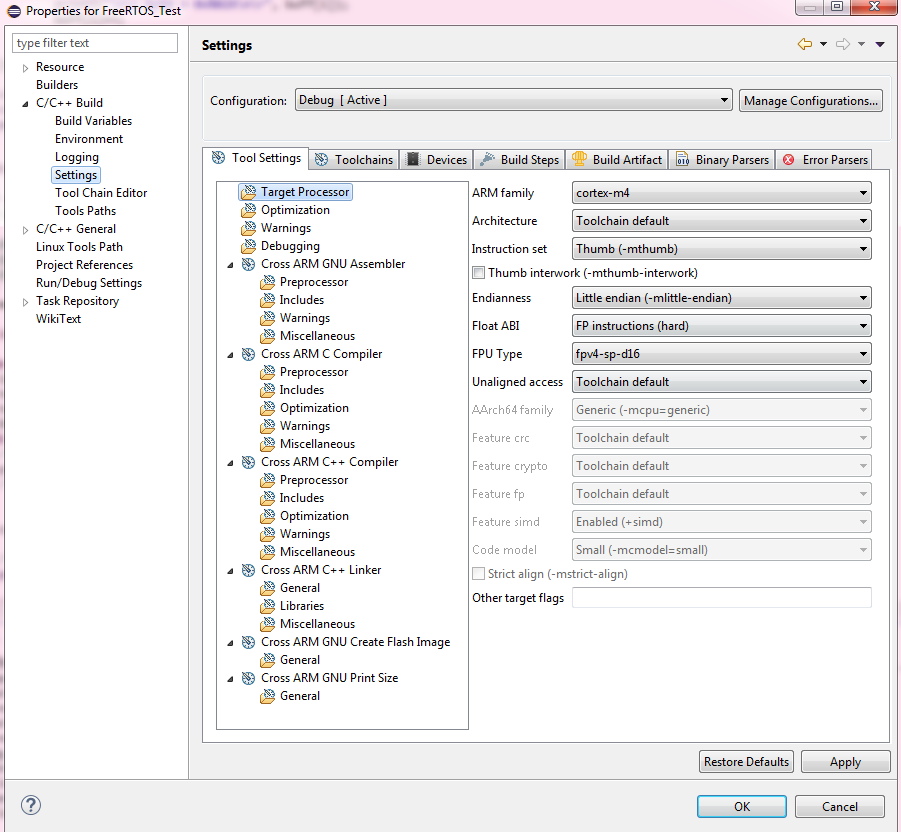 Properties for FreeRTOS_Test
type filter text
Resource
Builders
C/C++ Build
Build Variables
Environment
Logging
Settings
Tool Chain Editor
Tools Paths
C/C++ General
Linux Tools Path
Project References
Run/Debug Settings
Task Repository
WikiText
Settings
Configuration: Debug [ Active ] Manage Configurations...
Tool Settings Toolchains Devices Build Steps Build Artifact Binary Parsers Error Parsers
Target Processor
Optimization
Warnings
Debugging
Cross ARM GNU Assembler
Preprocessor
Includes
Warnings
Miscellaneous
Cross ARM C Compiler
Preprocessor
Includes
Optimization
Warnings
Miscellaneous
Cross ARM C++ Compiler
Preprocessor
Includes
Optimization
Warnings
Miscellaneous
Cross ARM C++ Linker
General
Libraries
Miscellaneous
Cross ARM GNU Create Flash Image
General
Cross ARM GNU Print Size
General
ARM family cortex-m4
Architecture Toolchain default
Instruction set Thumb (-mthumb)
Thumb interwork (-mthumb-interwork)
Endianness Little endian (-mlittle-endian)
Float ABI FP instructions (hard)
FPU Type fpv4-sp-d16
Unaligned access Toolchain default
AArch64 family Generic (-mcpu=generic)
Feature crc Toolchain default
Feature crypto Toolchain default
Feature fp Toolchain default
Feature simd Enabled (+simd)
Code model Small (-mcmodel=small)
Strict align (-mstrict-align)
Other target flags
Restore Defaults Apply
? OK Cancel